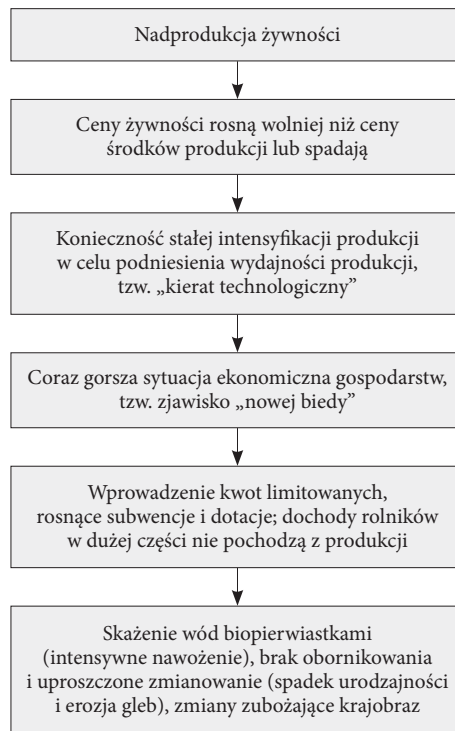 Nadprodukcja żywności
Ceny żywności rosną wolniej niż ceny
środków produkcji lub spadają
Konieczność stałej intensyfikacji produkcji
w celu podniesienia wydajności produkcji,
tzw. „kierat technologiczny”
Coraz gorsza sytuacja ekonomiczna gospodarstw,
tzw. zjawisko „nowej biedy”
Wprowadzenie kwot limitowanych,
rosnące subwencje i dotacje; dochody rolników
w dużej części nie pochodzą z produkcji
Skażenie wód biopierwiastkami
(intensywne nawożenie), brak obornikowania
i uproszczone zmianowanie (spadek urodzajności
i erozja gleb), zmiany zubożające krajobraz